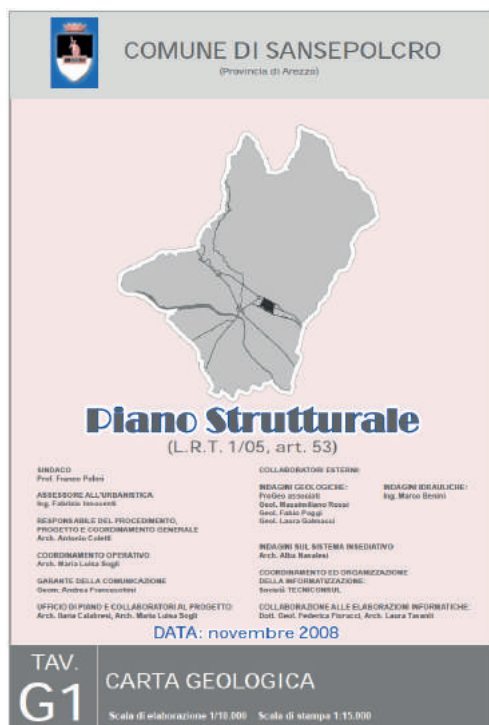 COMUNE DI SANSEPOLCRO
(Provincia di Arezzo)
Piano Strutturale
(L.R.T. 1/05, art. 53)
SINDACO
Prof. Franco Polcri
ASSESSORE ALL'URBANISTICA
Ing. Fabrizio Innocenti
RESPONSABILE DEL PROCEDIMENTO,
PROGETTO E COORDINAMENTO GENERALE
Arch. Antonio Coletti
COORDINAMENTO OPERATIVO
Arch. Maria Luisa Sogli
GARANTE DELLA COMUNICAZIONE
Geom. Andrea Franceschini
UFFICIO DI PIANO E COLLABORATORI AL PROGETTO:
Arch. Ilaria Calabresi, Arch. Maria Luisa Sogli
COLLABORATORI ESTERNI:
INDAGINI GEOLOGICHE:
ProGeo associati
Geol. Massimiliano Rossi
Geol. Fabio Poggi
Geol. Laura Galmacci
INDAGINI IDRAULICHE:
Ing. Marco Benini
INDAGINI SUL SISTEMA INSEDIATIVO
Arch. Alba Navalesi
COORDINAMENTO ED ORGANIZZAZIONE
DELLA INFORMATIZZAZIONE:
Società TECNICONSUL
COLLABORAZIONE ALLE ELABORAZIONI INFORMATICHE:
Dott. Geol. Federica Fiorucci, Arch. Laura Tavanti
DATA: novembre 2008
TAV.
G1
CARTA GEOLOGICA
Scala di elaborazione 1/10.000 Scala di stampa 1:15.000